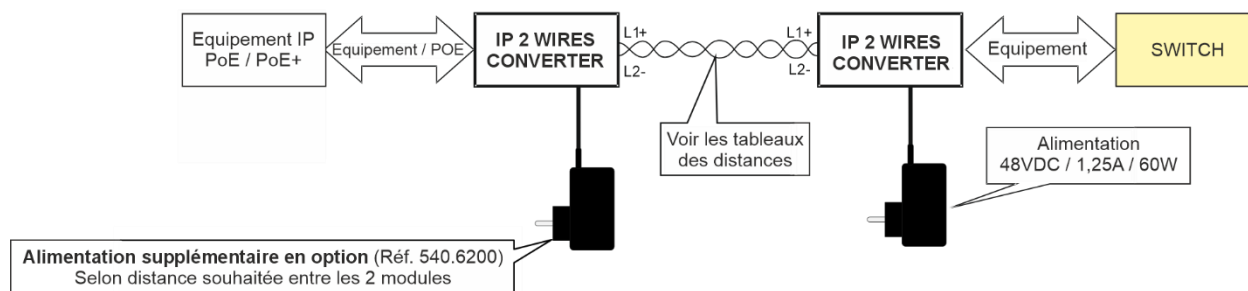 Equipement IP
PoE / PoE+
Equipement / POE
IP 2 WIRES
CONVERTER
L1+
L2-
L1+
L2-
IP 2 WIRES
CONVERTER
Equipement
SWITCH
Voir les tableaux
des distances
Alimentation
48VDC / 1,25A / 60W
Alimentation supplémentaire en option (Réf. 540.6200)
Selon distance souhaitée entre les 2 modules